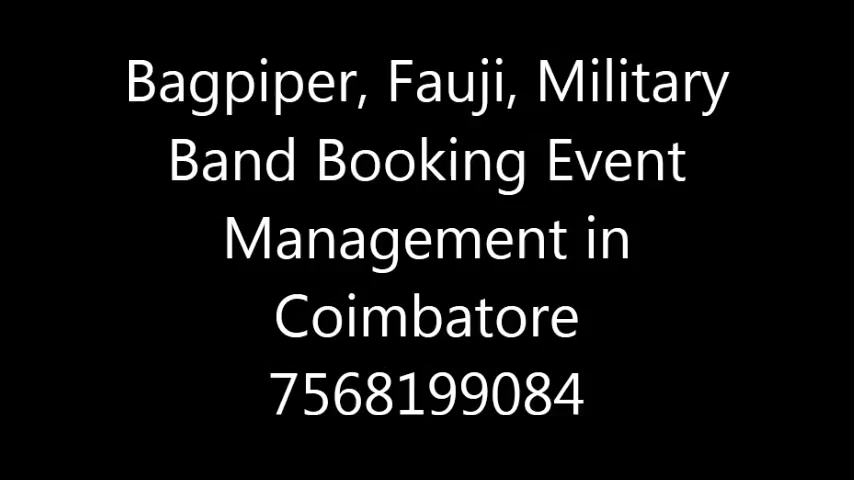 Bagpiper, Fauji, Military
Band Booking Event
Management in
Coimbatore
7568199084